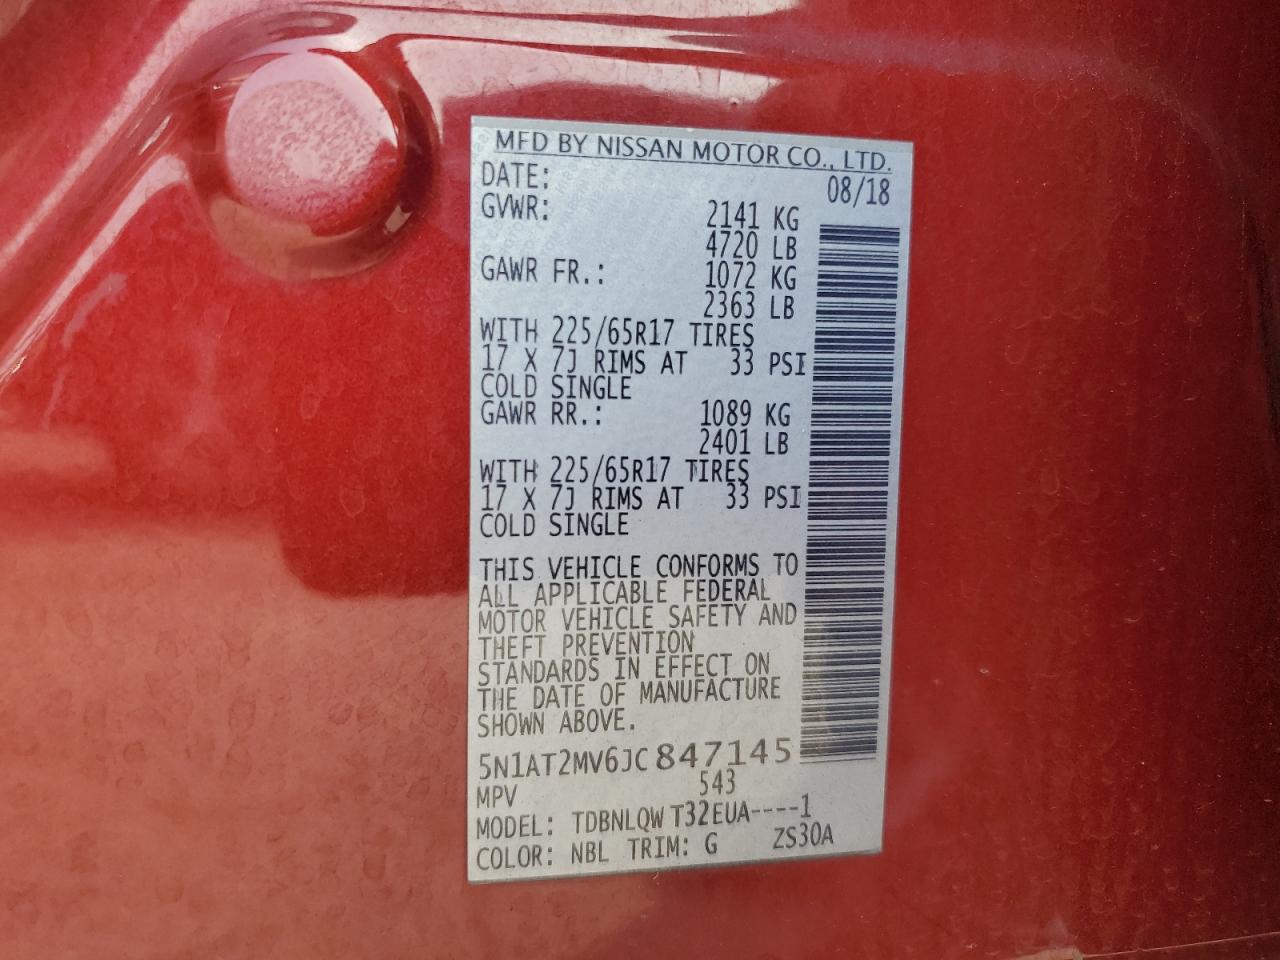 MFD BY NISSAN MOTOR CO., LTD.
DATE: 08/18
GVWR: 2141 KG
4720 LB
GAWR FR.: 1072 KG
2363 LB
WITH 225/65R17 TIRES
17 X 7J RIMS AT 33 PSI
COLD SINGLE
GAWR RR.: 1089 KG
2401 LB
WITH 225/65R17 TIRES
17 X 7J RIMS AT 33 PSI
COLD SINGLE
THIS VEHICLE CONFORMS TO
ALL APPLICABLE FEDERAL
MOTOR VEHICLE SAFETY AND
THEFT PREVENTION
STANDARDS IN EFFECT ON
THE DATE OF MANUFACTURE
SHOWN ABOVE.
5N1AT2MV6JC847145
MPV 543
MODEL: TDBNLQW T32EUA----1
COLOR: NBL TRIM: G ZS30A